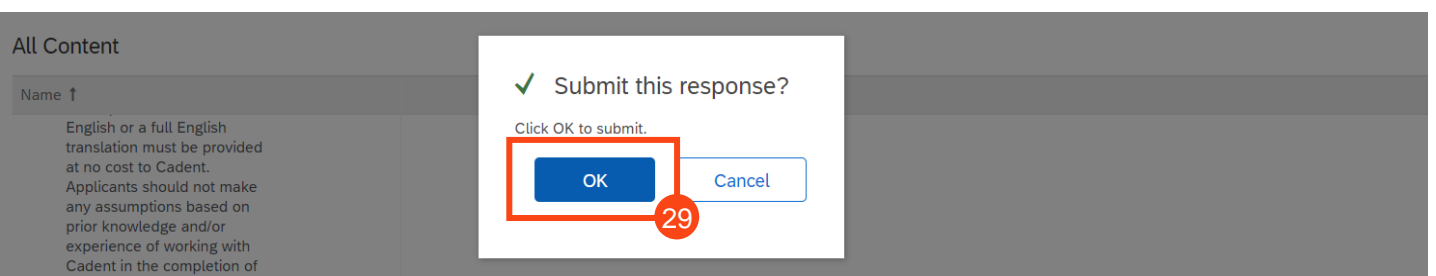 All Content
Name ↑
English or a full English
translation must be provided
at no cost to Cadent.
Applicants should not make
any assumptions based on
prior knowledge and/or
experience of working with
Cadent in the completion of
Submit this response?
Click OK to submit.
OK
Cancel
29